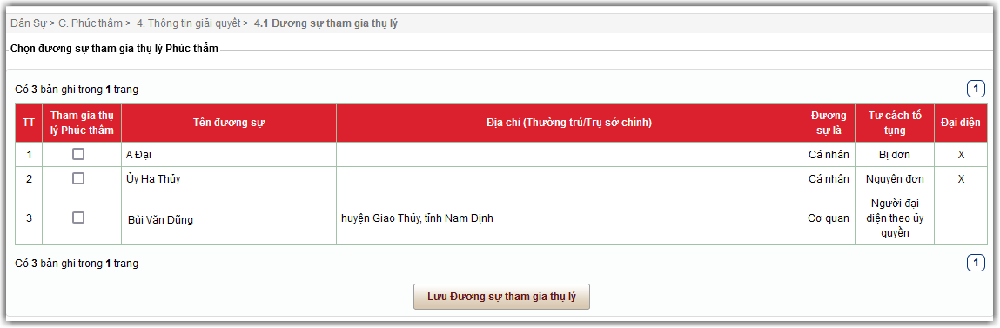 Dân Sự > C. Phúc thẩm > 4. Thông tin giải quyết > 4.1 Đương sự tham gia thụ lý
Chọn đương sự tham gia thụ lý Phúc thẩm
Có 3 bản ghi trong 1 trang 1
TT Tham gia thụ lý Phúc thẩm Tên đương sự Địa chỉ (Thường trú/Trụ sở chính) Đương sự là Tư cách tố tụng Đại diện
1 A Đại Cá nhân Bị đơn X
2 Ủy Hạ Thủy Cá nhân Nguyên đơn X
3 Bùi Văn Dũng huyện Giao Thủy, tỉnh Nam Định Cơ quan Người đại diện theo ủy quyền
Có 3 bản ghi trong 1 trang 1
Lưu Đương sự tham gia thụ lý